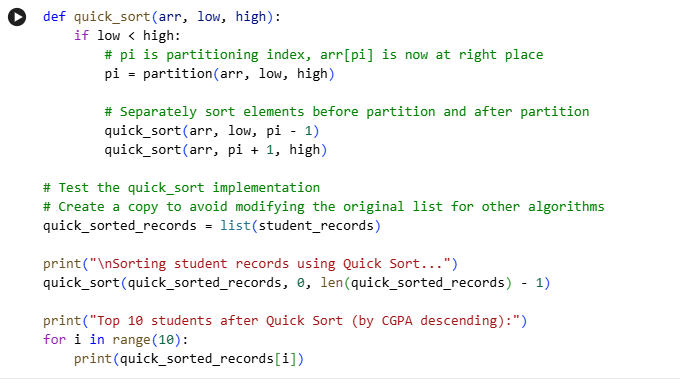 def quick_sort(arr, low, high):
    if low < high:
        # pi is partitioning index, arr[pi] is now at right place
        pi = partition(arr, low, high)

        # Separately sort elements before partition and after partition
        quick_sort(arr, low, pi - 1)
        quick_sort(arr, pi + 1, high)

# Test the quick_sort implementation
# Create a copy to avoid modifying the original list for other algorithms
quick_sorted_records = list(student_records)

print("\nSorting student records using Quick Sort...")
quick_sort(quick_sorted_records, 0, len(quick_sorted_records) - 1)

print("Top 10 students after Quick Sort (by CGPA descending):")
for i in range(10):
    print(quick_sorted_records[i])